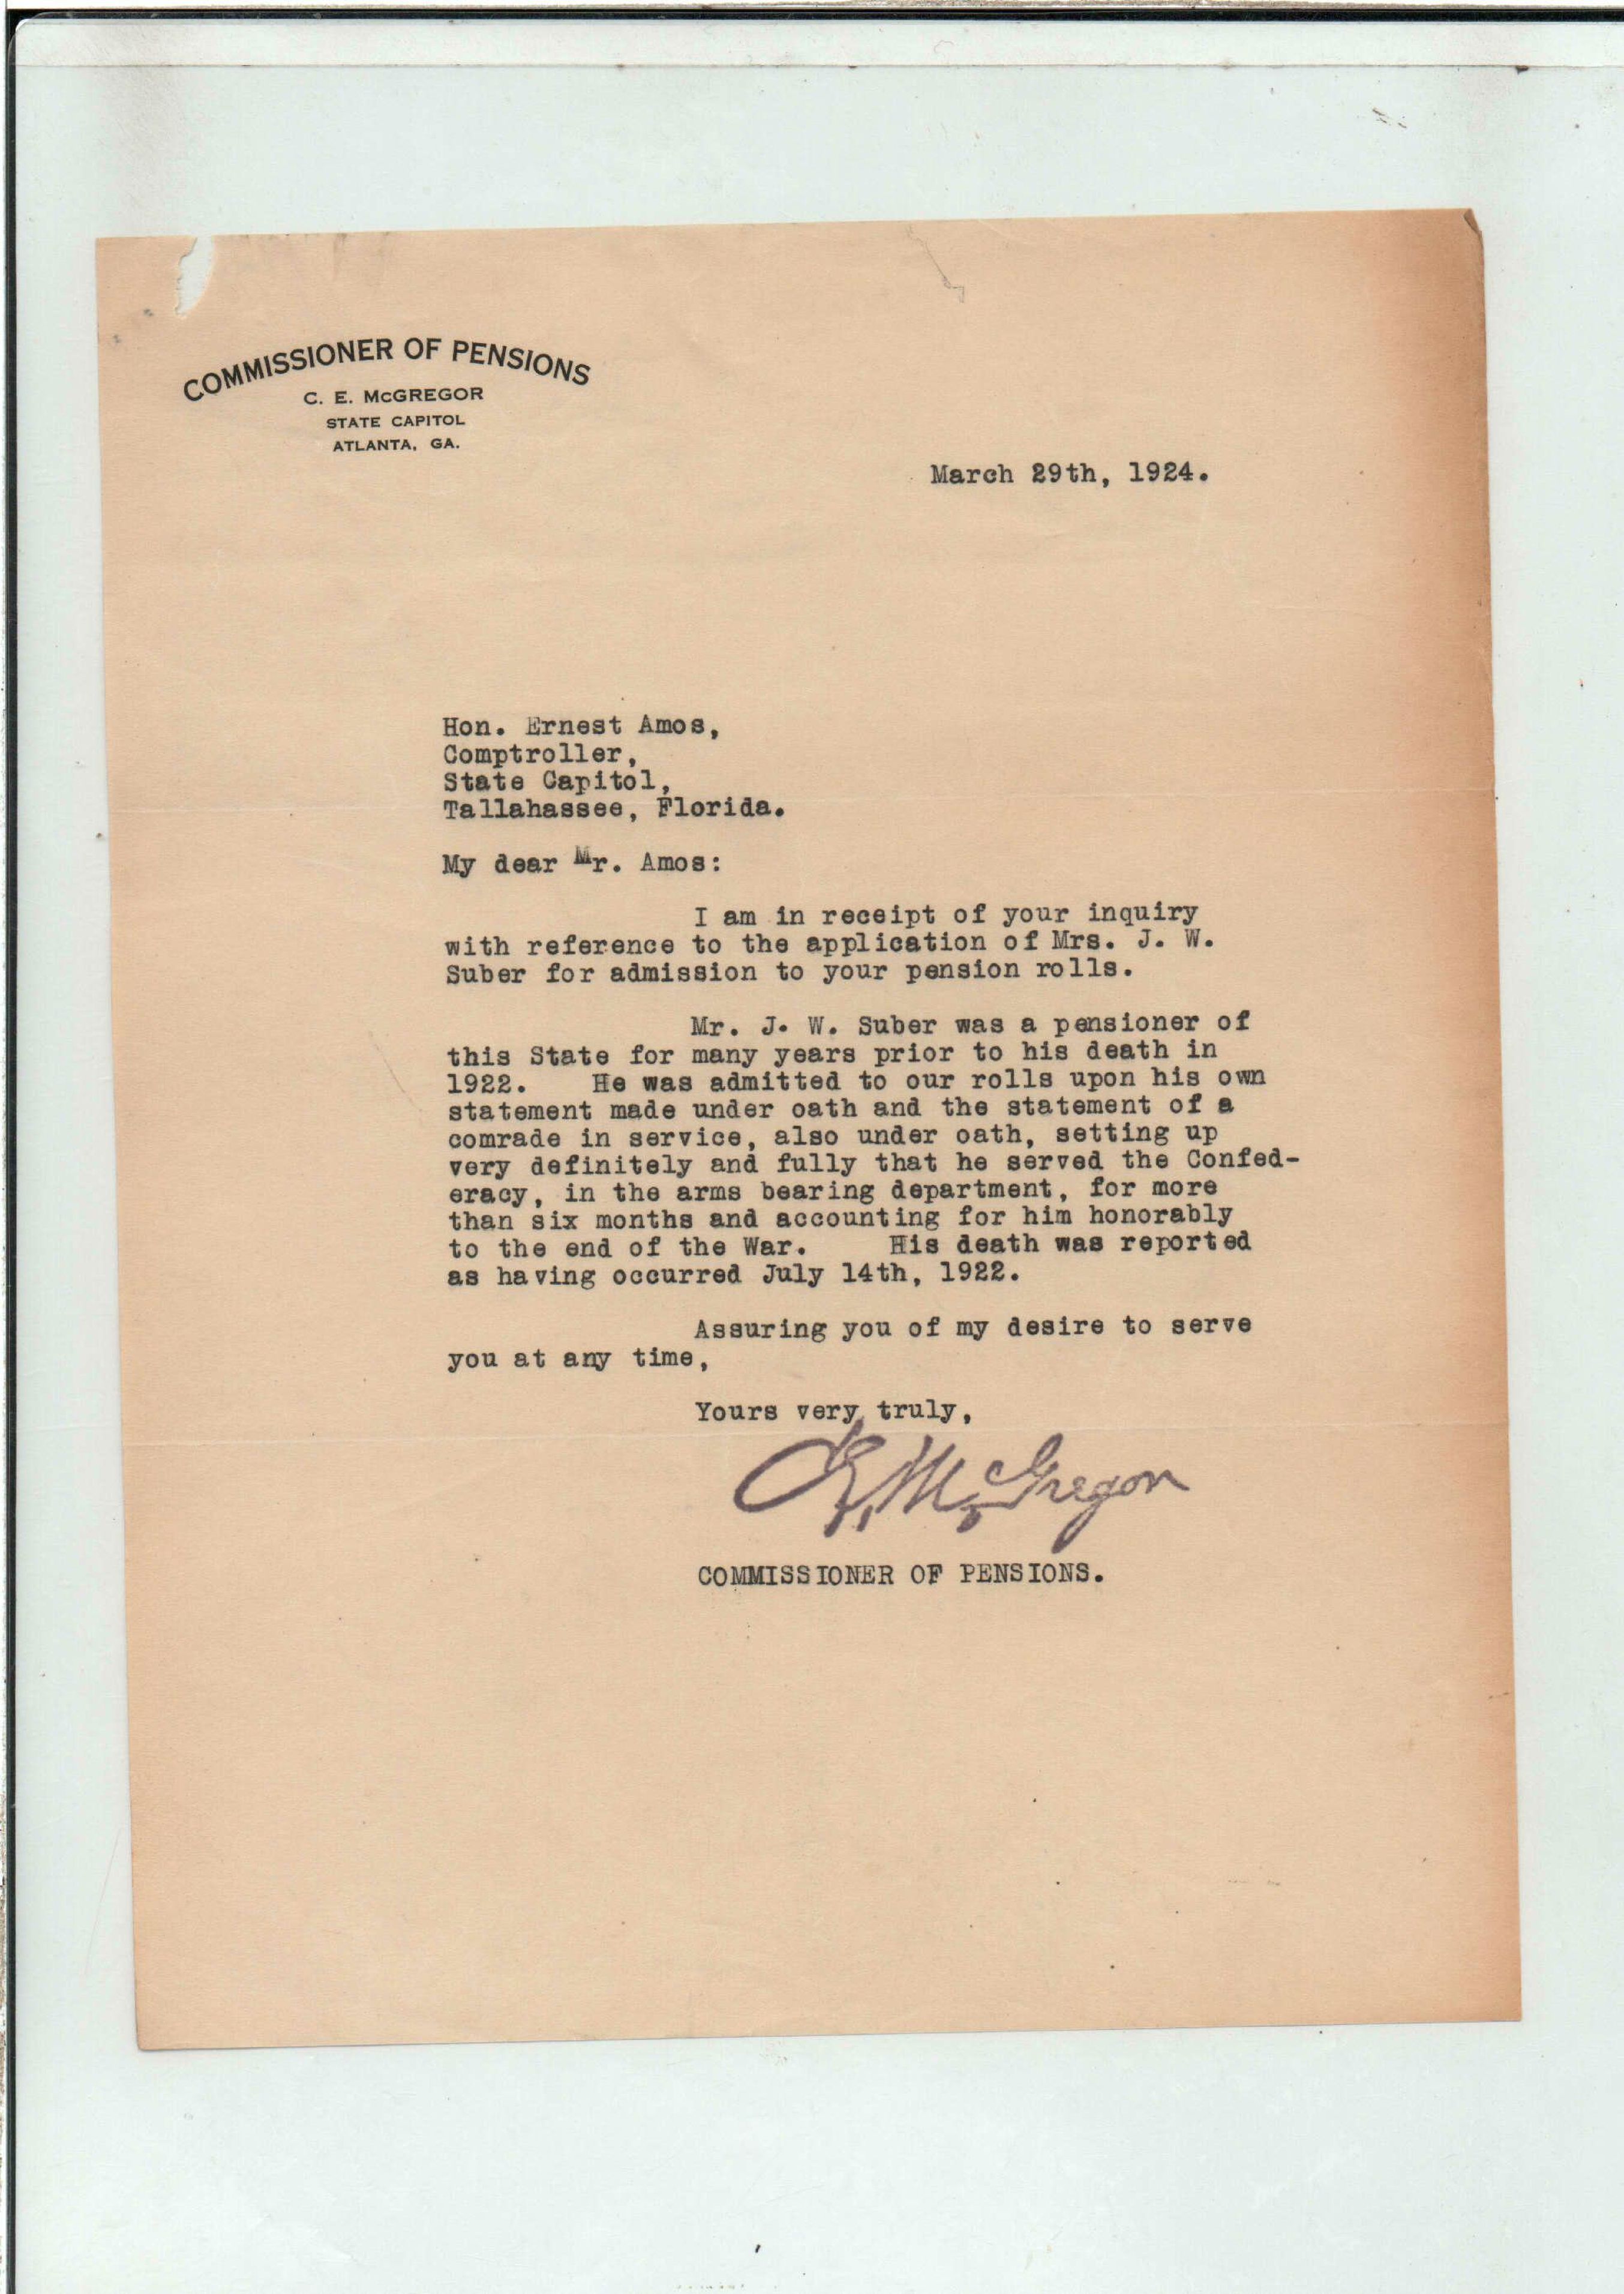 COMMISSIONER OF PENSIONS
C. E. McGREGOR
STATE CAPITOL
ATLANTA, GA.
March 29th, 1924.
Hon. Ernest Amos,
Comptroller,
State Capitol,
Tallahassee, Florida.
My dear Mr. Amos:
I am in receipt of your inquiry
with reference to the application of Mrs. J. W.
Suber for admission to your pension rolls.
Mr. J. W. Suber was a pensioner of
this State for many years prior to his death in
1922. He was admitted to our rolls upon his own
statement made under oath and the statement of a
comrade in service, also under oath, setting up
very definitely and fully that he served the Confed-
eracy, in the arms bearing department, for more
than six months and accounting for him honorably
to the end of the War. His death was reported
as having occurred July 14th, 1922.
Assuring you of my desire to serve
you at any time,
Yours very truly,
C. E. McGregor
COMMISSIONER OF PENSIONS.